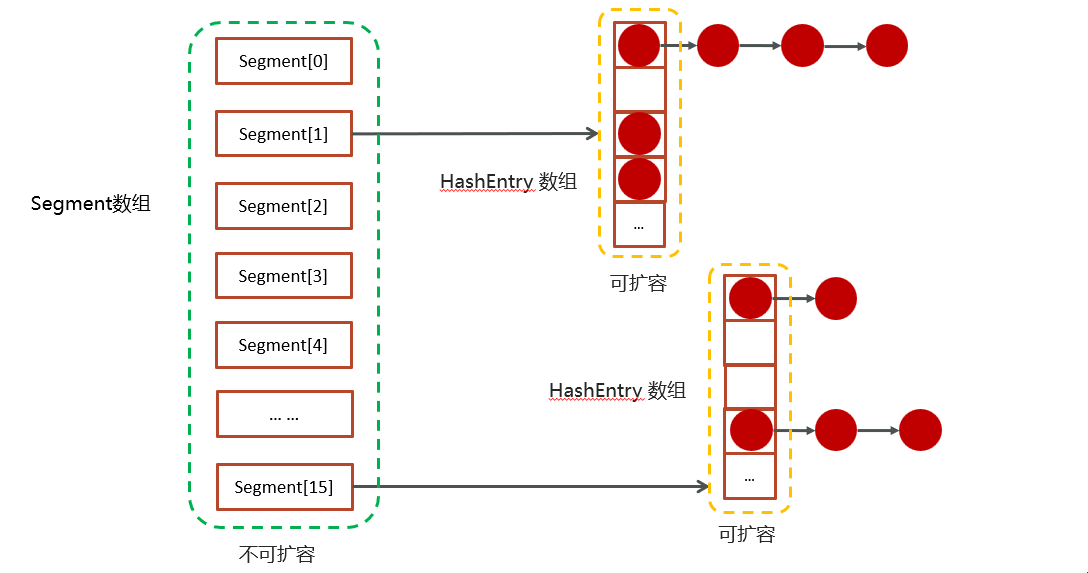 Segment数组
Segment[0]
Segment[1]
Segment[2]
Segment[3]
Segment[4]
... ...
Segment[15]
不可扩容
HashEntry 数组
...
可扩容
HashEntry 数组
...
可扩容